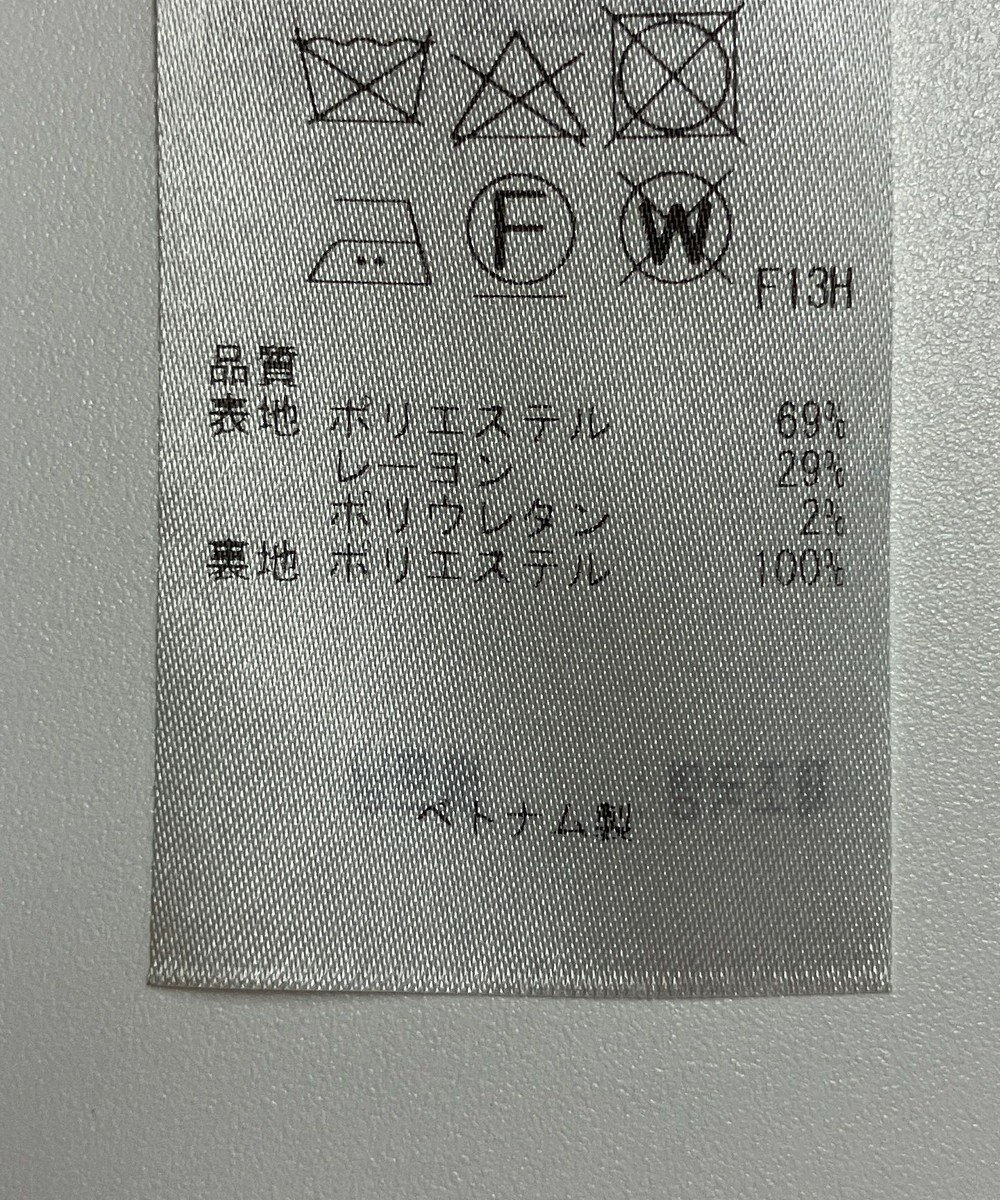 F W
F13H
品質
表地 ポリエステル 69%
レーヨン 29%
ポリウレタン 2%
裏地 ポリエステル 100%
ベトナム製